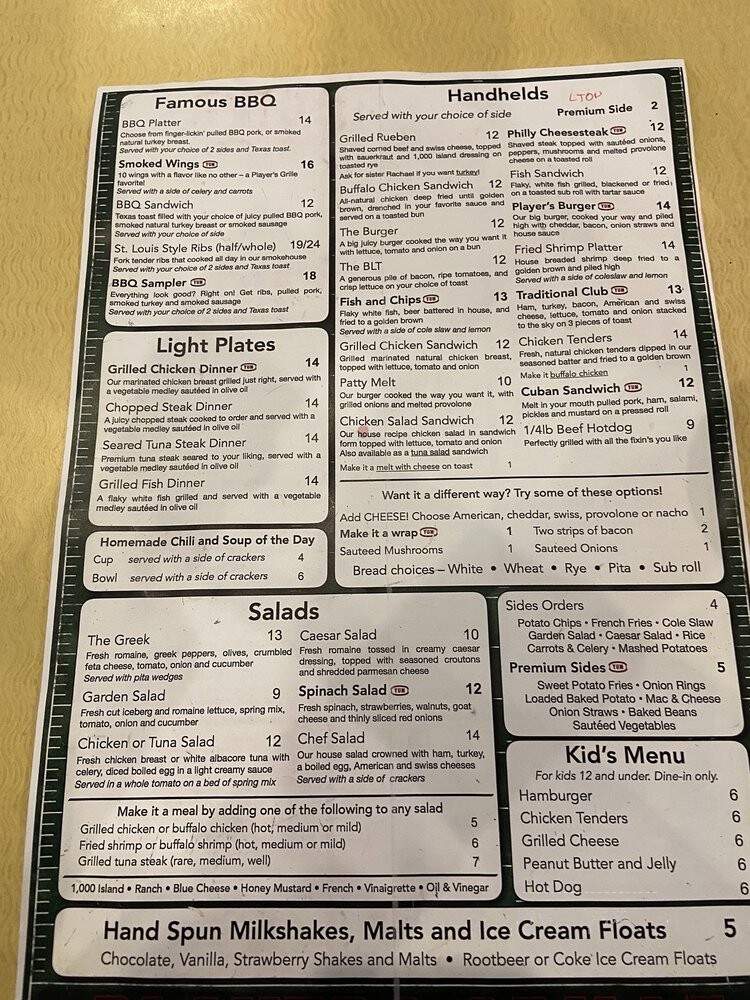 Famous BBQ
BBQ Platter 14
Choose from finger-lickin' pulled BBQ pork, or smoked
natural turkey breast.
Served with your choice of 2 sides and Texas toast.
Smoked Wings YUM 16
10 wings with a flavor like no other – a Player's Grille
favorite!
Served with a side of celery and carrots
BBQ Sandwich 12
Texas toast filled with your choice of juicy pulled BBQ pork,
smoked natural turkey breast or smoked sausage
Served with your choice of side
St. Louis Style Ribs (half/whole) 19/24
Fork tender ribs that cooked all day in our smokehouse
Served with your choice of 2 sides and Texas toast
BBQ Sampler YUM 18
Everything look good? Right on! Get ribs, pulled pork,
smoked turkey and smoked sausage
Served with your choice of 2 sides and Texas toast
Light Plates
Grilled Chicken Dinner YUM 14
Our marinated chicken breast grilled just right, served with
a vegetable medley sautéed in olive oil
Chopped Steak Dinner 14
A juicy chopped steak cooked to order and served with a
vegetable medley sautéed in olive oil
Seared Tuna Steak Dinner 14
Premium tuna steak seared to your liking, served with a
vegetable medley sautéed in olive oil
Grilled Fish Dinner 14
A flaky white fish grilled and served with a vegetable
medley sautéed in olive oil
Homemade Chili and Soup of the Day
Cup served with a side of crackers 4
Bowl served with a side of crackers 6
Handhelds LTOU
Served with your choice of side
Premium Side 2
Grilled Rueben 12
Shaved corned beef and swiss cheese, topped
with sauerkraut and 1,000 island dressing on
toasted rye
Ask for sister Rachael if you want turkey!
Buffalo Chicken Sandwich 12
All-natural chicken deep fried until golden
brown, drenched in your favorite sauce and
served on a toasted bun
The Burger 12
A big juicy burger cooked the way you want it
with lettuce, tomato and onion on a bun
The BLT 12
A generous pile of bacon, ripe tomatoes, and
crisp lettuce on your choice of toast
Fish and Chips YUM 13
Flaky white fish, beer battered in house, and
fried to a golden brown
Served with a side of cole slaw and lemon
Grilled Chicken Sandwich 12
Grilled marinated natural chicken breast,
topped with lettuce, tomato and onion
Patty Melt 10
Our burger cooked the way you want it, with
grilled onions and melted provolone
Chicken Salad Sandwich 12
Our house recipe chicken salad in sandwich
form topped with lettuce, tomato and onion
Also available as a tuna salad sandwich
Make it a melt with cheese on toast 1
Philly Cheesesteak YUM 12
Shaved steak topped with sautéed onions,
peppers, mushrooms and melted provolone
cheese on a toasted roll
Fish Sandwich 12
Flaky, white fish grilled, blackened or fried
on a toasted sub roll with tartar sauce
Player's Burger YUM 14
Our big burger, cooked your way and piled
high with cheddar, bacon, onion straws and
house sauce
Fried Shrimp Platter 14
House breaded shrimp deep fried to a
golden brown and piled high
Served with a side of coleslaw and lemon
Traditional Club YUM 13
Ham, turkey, bacon, American and swiss
cheese, lettuce, tomato and onion stacked
to the sky on 3 pieces of toast
Chicken Tenders 14
Fresh, natural chicken tenders dipped in our
seasoned batter and fried to a golden brown
Make it buffalo chicken 1
Cuban Sandwich YUM 12
Melt in your mouth pulled pork, ham, salami,
pickles and mustard on a pressed roll
1/4lb Beef Hotdog 9
Perfectly grilled with all the fixin's you like
Want it a different way? Try some of these options!
Add CHEESE! Choose American, cheddar, swiss, provolone or nacho 1
Make it a wrap YUM 1 Two strips of bacon 2
Sauteed Mushrooms 1 Sauteed Onions 1
Bread choices – White • Wheat • Rye • Pita • Sub roll
Salads
The Greek 13
Fresh romaine, greek peppers, olives, crumbled
feta cheese, tomato, onion and cucumber
Served with pita wedges
Garden Salad 9
Fresh cut iceberg and romaine lettuce, spring mix,
tomato, onion and cucumber
Chicken or Tuna Salad 12
Fresh chicken breast or white albacore tuna with
celery, diced boiled egg in a light creamy sauce
Served in a whole tomato on a bed of spring mix
Caesar Salad 10
Fresh romaine tossed in creamy caesar
dressing, topped with seasoned croutons
and shredded parmesan cheese
Spinach Salad YUM 12
Fresh spinach, strawberries, walnuts, goat
cheese and thinly sliced red onions
Chef Salad 14
Our house salad crowned with ham, turkey,
a boiled egg, American and swiss cheeses
Served with a side of crackers
Make it a meal by adding one of the following to any salad
Grilled chicken or buffalo chicken (hot, medium or mild) 5
Fried shrimp or buffalo shrimp (hot, medium or mild) 6
Grilled tuna steak (rare, medium, well) 7
1,000 Island • Ranch • Blue Cheese • Honey Mustard • French • Vinaigrette • Oil & Vinegar
Sides Orders 4
Potato Chips • French Fries • Cole Slaw
Garden Salad • Caesar Salad • Rice
Carrots & Celery • Mashed Potatoes
Premium Sides YUM 5
Sweet Potato Fries • Onion Rings
Loaded Baked Potato • Mac & Cheese
Onion Straws • Baked Beans
Sautéed Vegetables
Kid's Menu
For kids 12 and under. Dine-in only.
Hamburger 6
Chicken Tenders 6
Grilled Cheese 6
Peanut Butter and Jelly 6
Hot Dog 6
Hand Spun Milkshakes, Malts and Ice Cream Floats 5
Chocolate, Vanilla, Strawberry Shakes and Malts • Rootbeer or Coke Ice Cream Floats